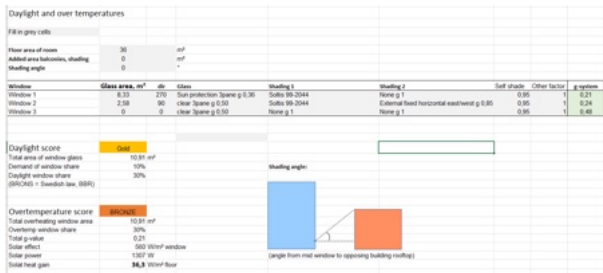 Daylight and over temperatures
Fill in grey cells
Floor area of room 36 m²
Added area balconies, shading 0 m²
Shading angle 0 °
Window Glass area, m² dir Glass Shading 1 Shading 2 Self shade Other factor g-system
Window 1 8,33 270 Sun protection 3pane g 0,36 Soltis 99-2044 None g 1 0,95 1 0,21
Window 2 2,58 90 clear 3pane g 0,50 Soltis 99-2044 External fixed horizontal east/west g 0,85 0,95 1 0,24
Window 3 0 0 clear 3pane g 0,50 None g 1 None g 1 0,95 1 0,48
Daylight score Gold
Total area of window glass 10,91 m²
Demand of window share 10%
Daylight window share 30%
(BRONS = Swedish law, BBR)
Shading angle:
Overtemperature score BRONZE
Total overheating window area 10,91 m²
Overtemp window share 30%
Total g-value 0,21
Solar effect 560 W/m² window
Solar power 1307 W
Solat heat gain 36,3 W/m² floor
(angle from mid window to opposing building rooftop)